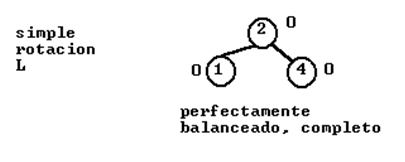 simple
rotacion
L
2 0
0 1 4 0
perfectamente
balanceado, completo